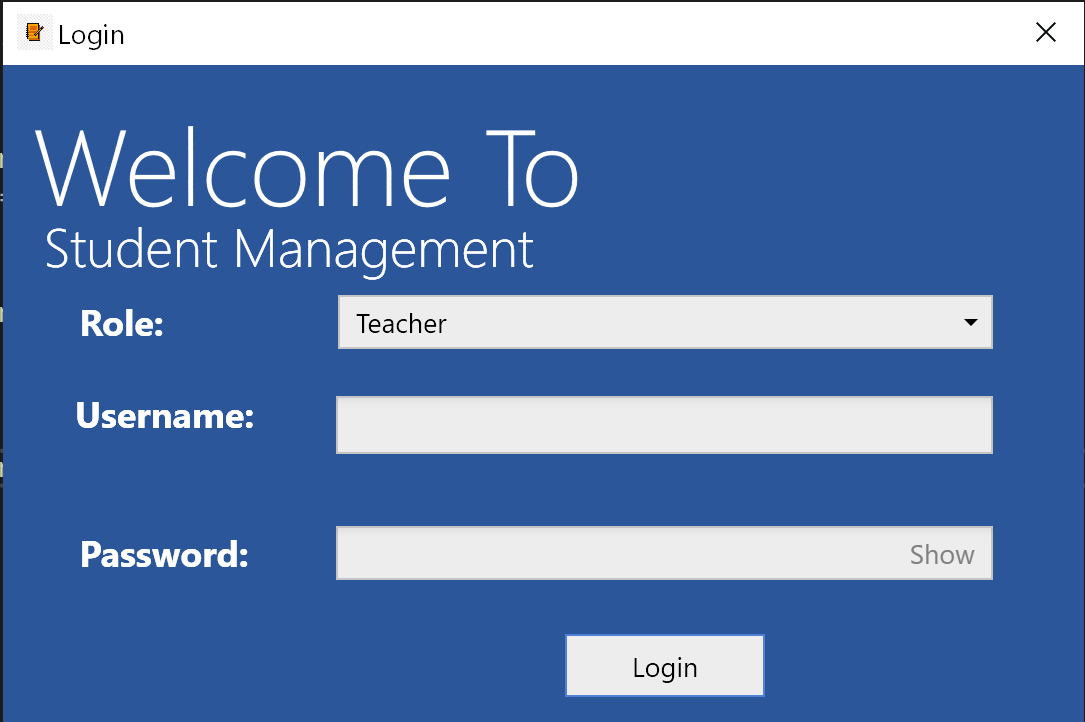 Login
Welcome To
Student Management
Role: Teacher
Username:
Password: Show
Login